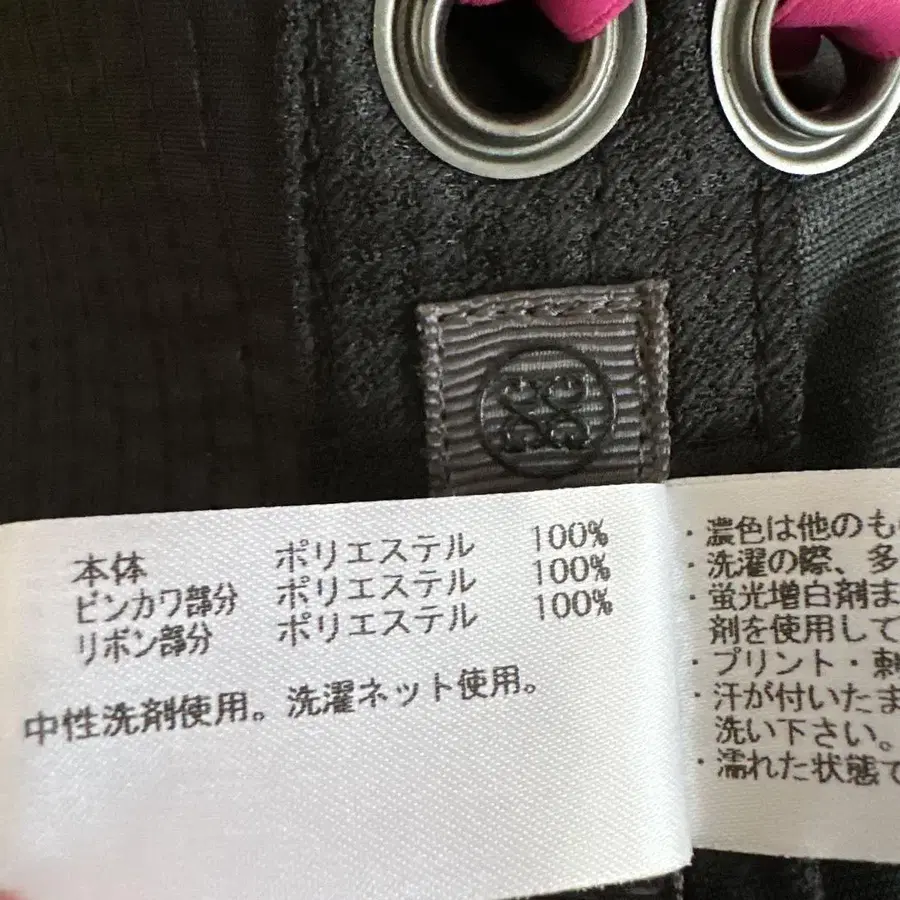 本体 ポリエステル 100%
ビンカワ部分 ポリエステル 100%
リボン部分 ポリエステル 100%
中性洗剤使用。洗濯ネット使用。
・濃色は他のもの
・洗濯の際、多
・蛍光増白剤ま
剤を使用して
・プリント・刺
・汗が付いたま
洗い下さい。
・濡れた状態で